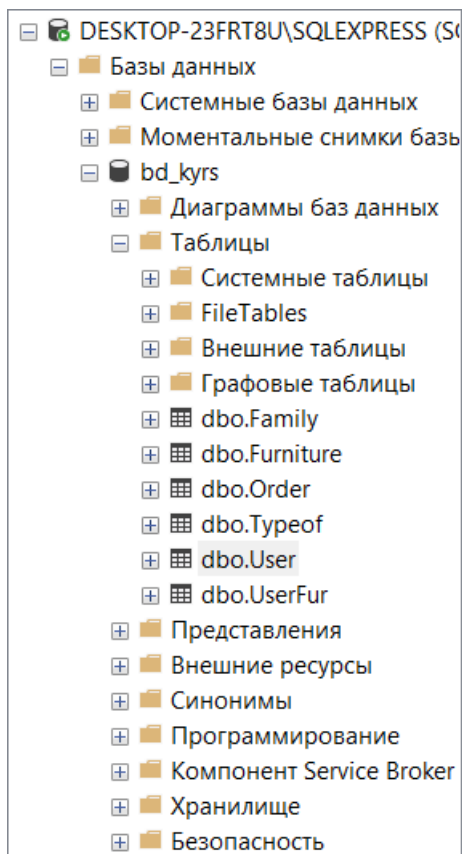 DESKTOP-23FRT8U\SQLEXPRESS (S
Базы данных
Системные базы данных
Моментальные снимки базы
bd_kyrs
Диаграммы баз данных
Таблицы
Системные таблицы
FileTables
Внешние таблицы
Графовые таблицы
dbo.Family
dbo.Furniture
dbo.Order
dbo.Typeof
dbo.User
dbo.UserFur
Представления
Внешние ресурсы
Синонимы
Программирование
Компонент Service Broker
Хранилище
Безопасность